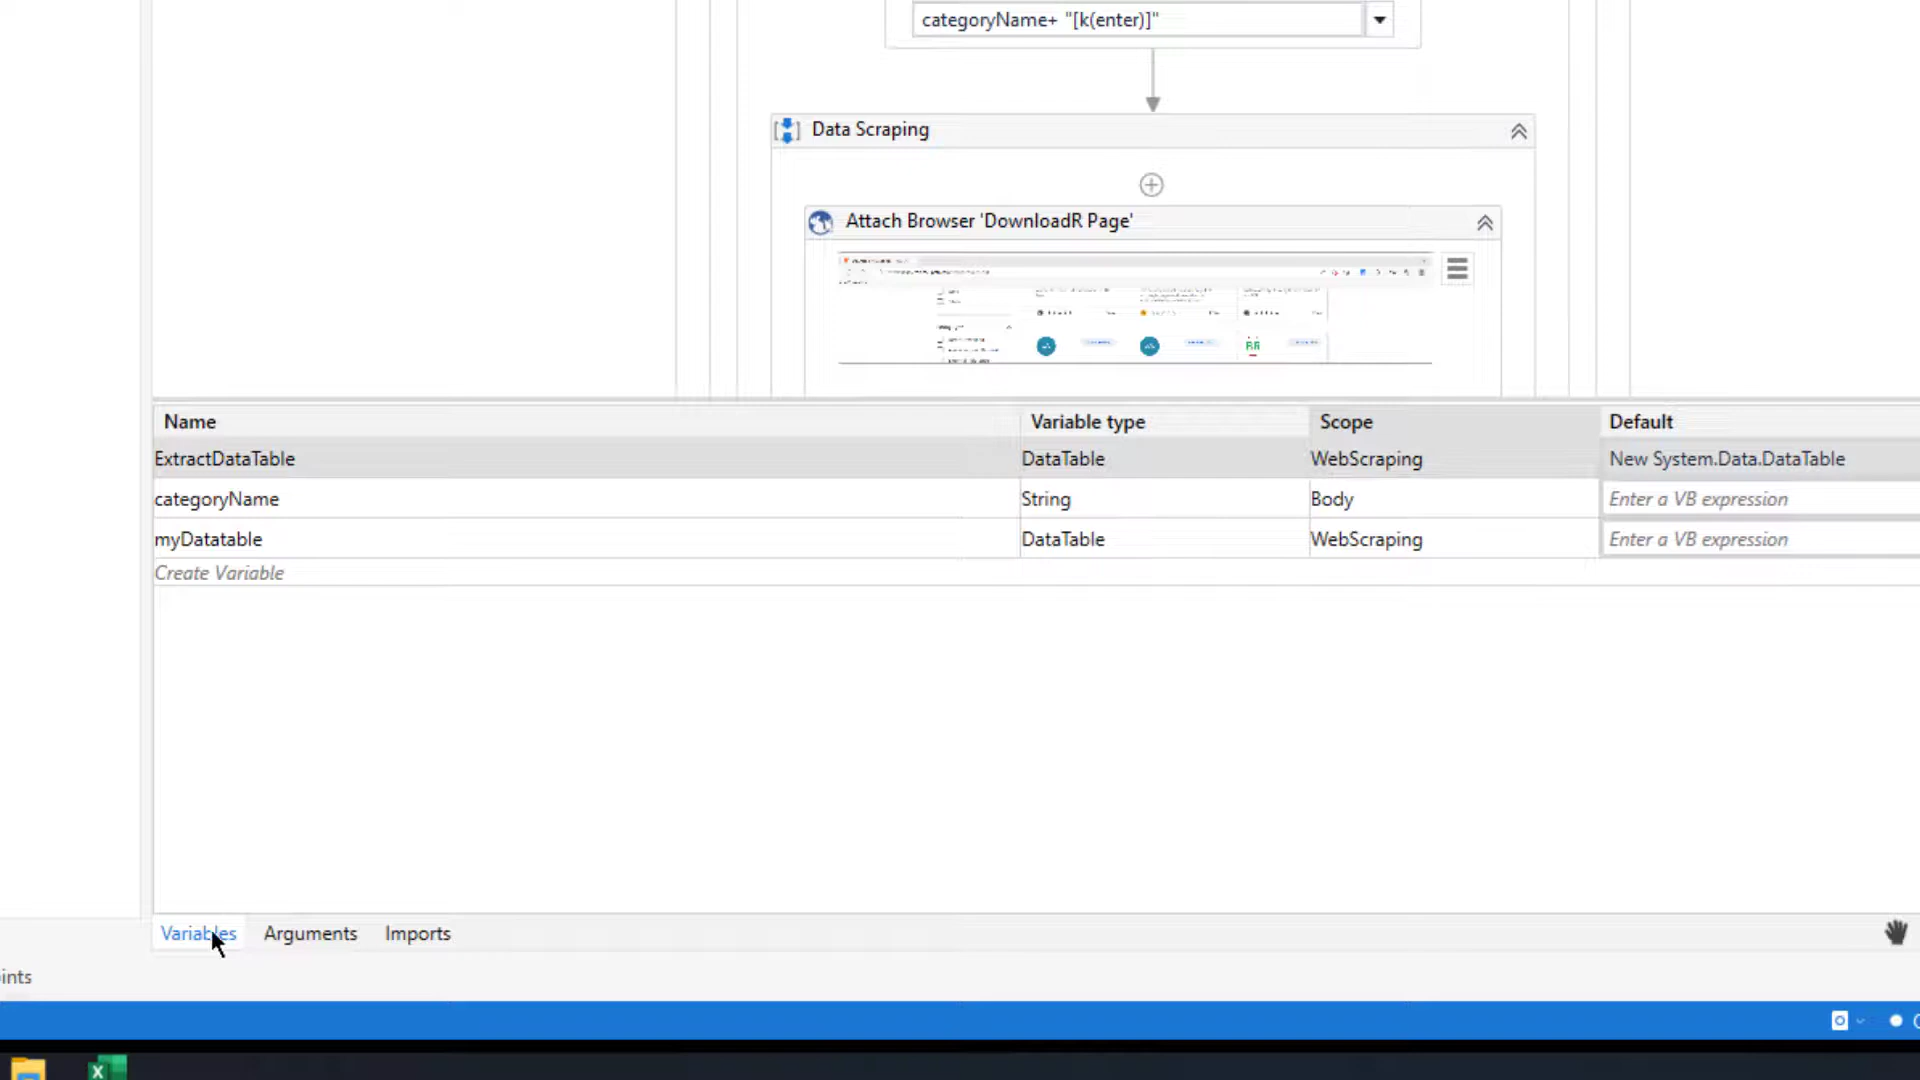 categoryName+ "[k(enter)]"
Data Scraping
Attach Browser 'DownloadR Page'
Name Variable type Scope Default
ExtractDataTable DataTable WebScraping New System.Data.DataTable
categoryName String Body Enter a VB expression
myDatatable DataTable WebScraping Enter a VB expression
Create Variable
Variables Arguments Imports
ints